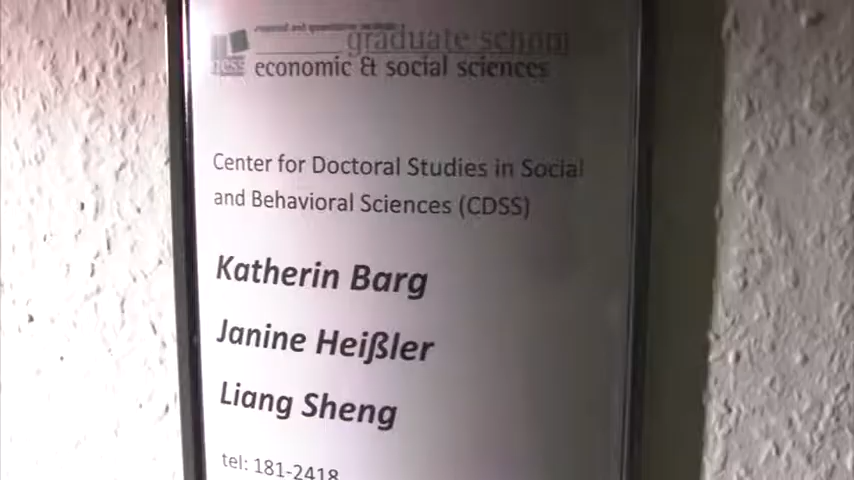 graduate school
ness
economic & social sciences
Center for Doctoral Studies in Social
and Behavioral Sciences (CDSS)
Katherin Barg
Janine Heißler
Liang Sheng
tel: 181-2418